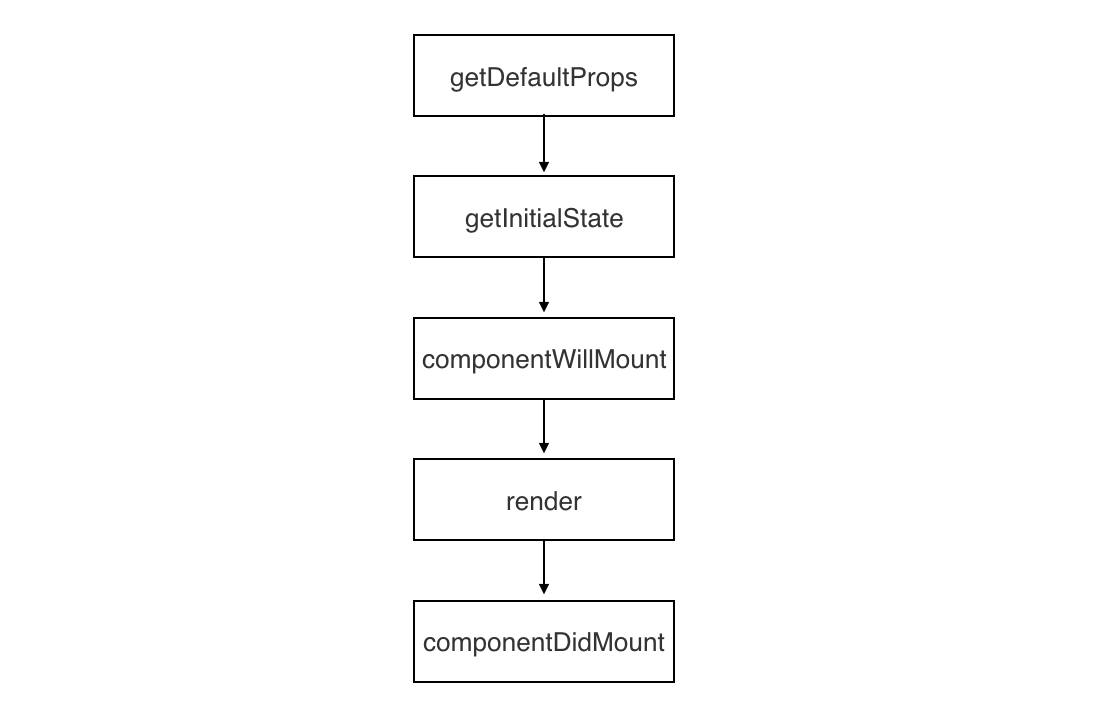 getDefaultProps
getInitialState
componentWillMount
render
componentDidMount